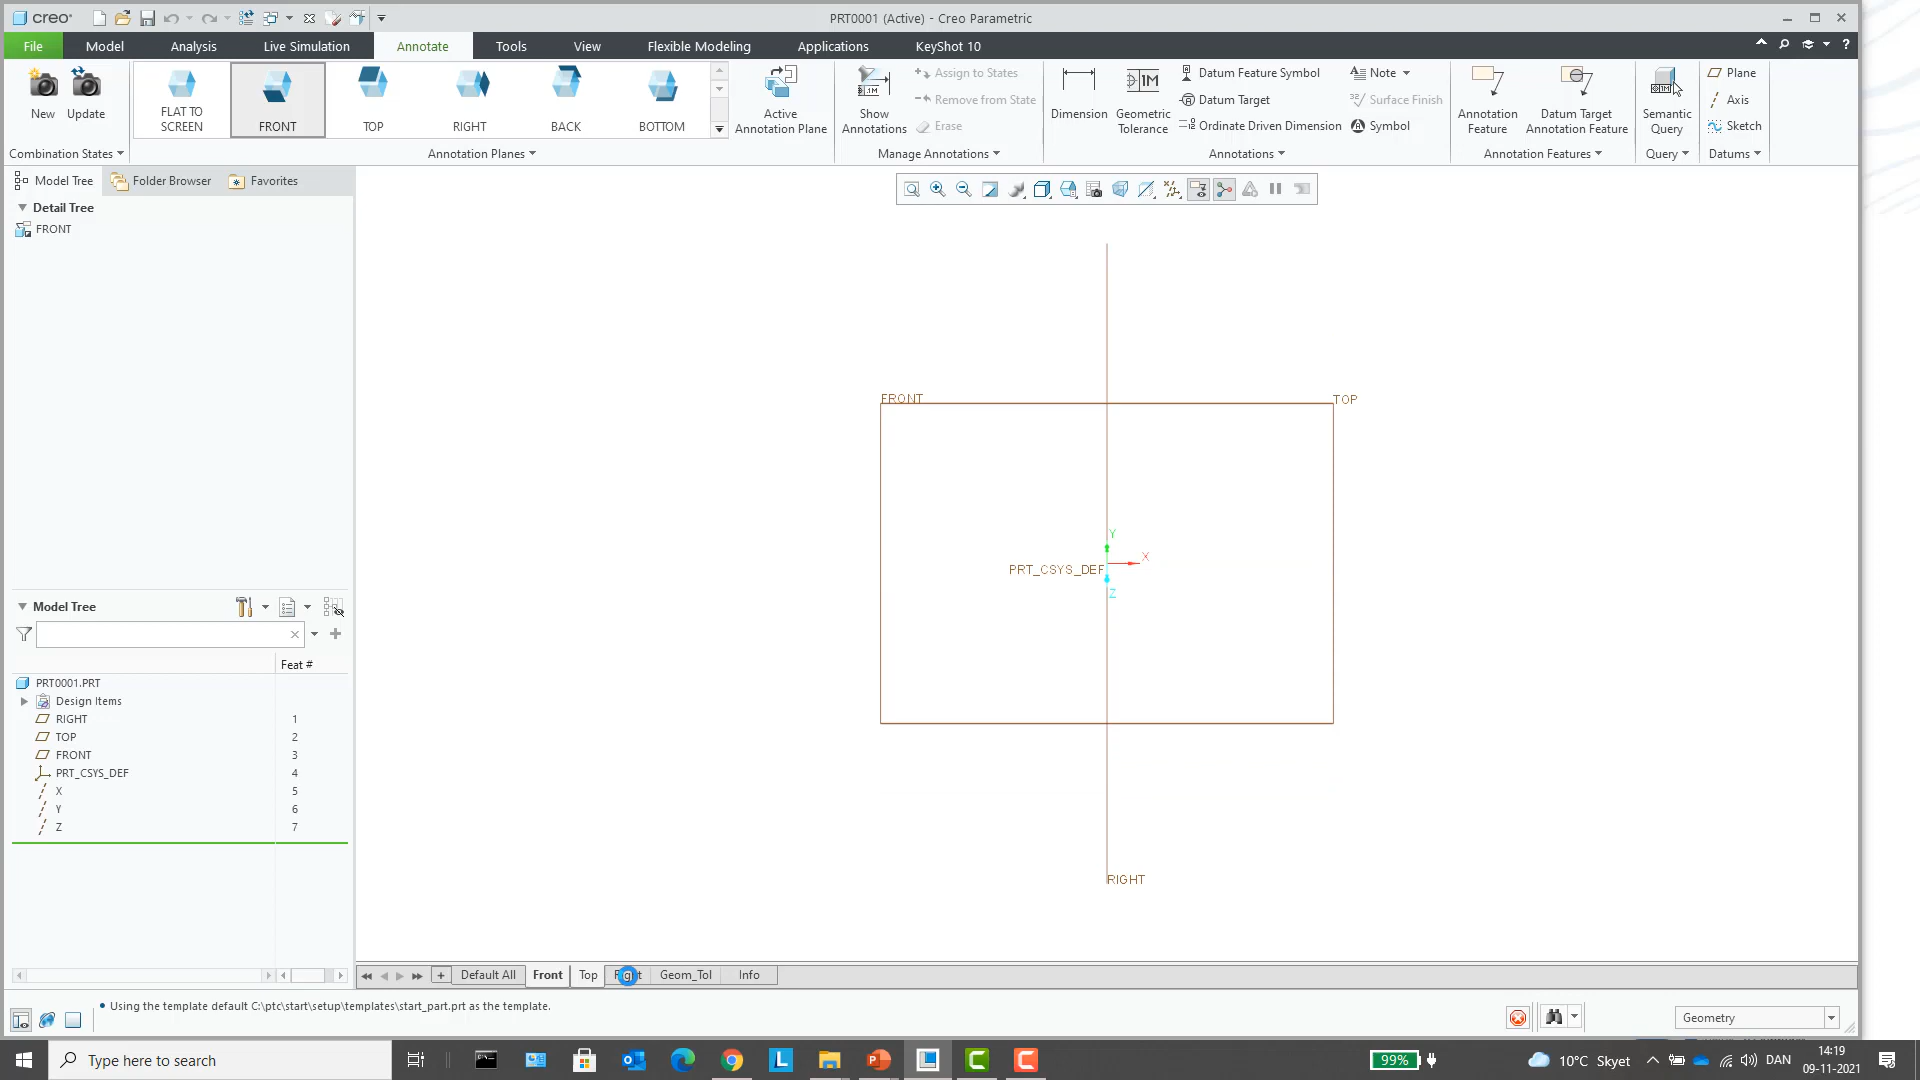 creo
PRT0001 (Active) - Creo Parametric
File
Model
Analysis
Live Simulation
Annotate
Tools
View
Flexible Modeling
Applications
KeyShot 10
New
Update
FLAT TO
SCREEN
FRONT
TOP
RIGHT
BACK
BOTTOM
Active
Annotation Plane
Show
Annotations
Assign to States
Remove from State
Erase
Dimension
Geometric
Tolerance
Datum Feature Symbol
Datum Target
Ordinate Driven Dimension
Note
Surface Finish
Symbol
Annotation
Feature
Datum Target
Annotation Feature
Semantic
Query
Plane
Axis
Sketch
Combination States
Annotation Planes
Manage Annotations
Annotations
Annotation Features
Query
Datums
Model Tree
Folder Browser
Favorites
Detail Tree
FRONT
FRONT
TOP
Y
X
PRT_CSYS_DEF
Z
RIGHT
Model Tree
Feat #
PRT0001.PRT
Design Items
RIGHT 1
TOP 2
FRONT 3
PRT_CSYS_DEF 4
X 5
Y 6
Z 7
Default All
Front
Top
Geom_Tol
Info
Using the template default C:\ptc\start\setup\templates\start_part.prt as the template.
Geometry
Type here to search
99%
10°C Skyet
DAN
14:19
09-11-2021